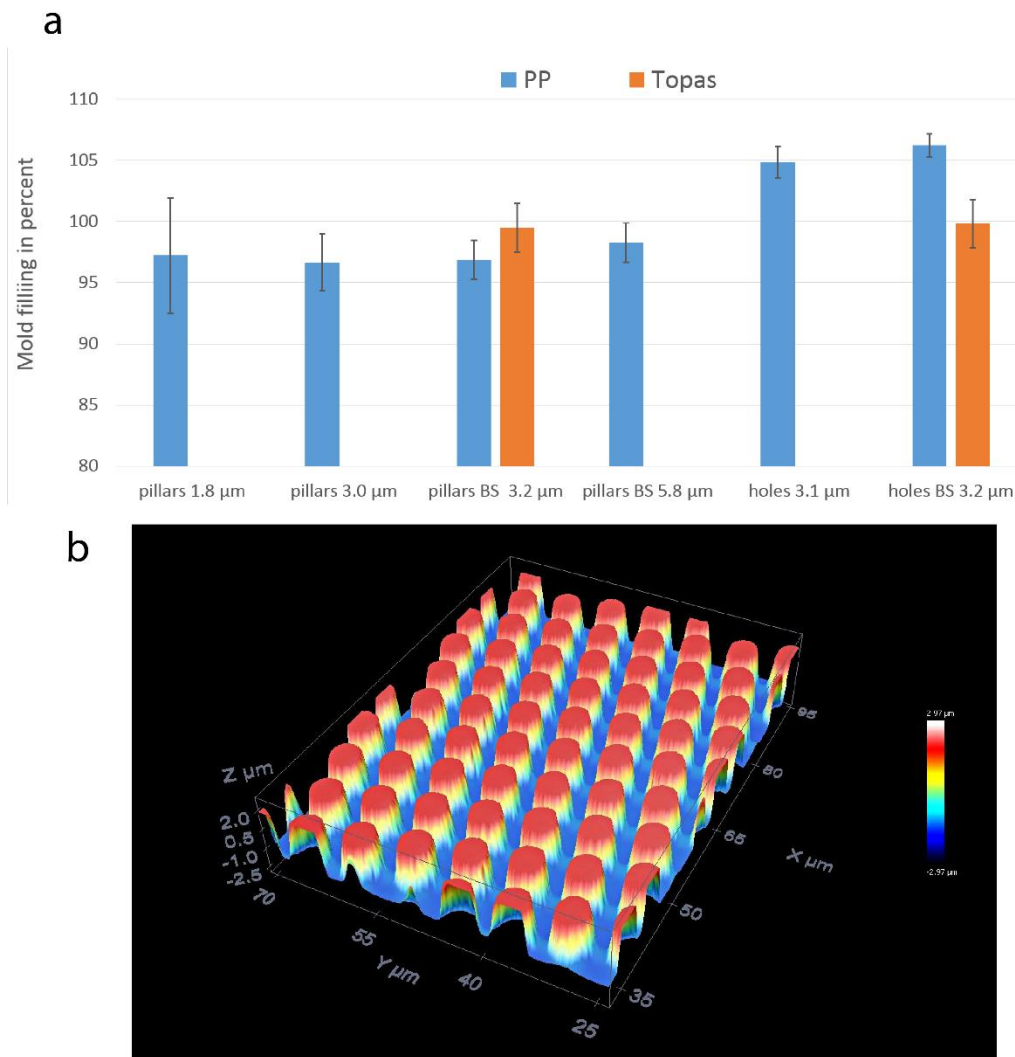 a
PP Topas
Mold filliing in percent
110
105
100
95
90
85
80
pillars 1.8 µm pillars 3.0 µm pillars BS 3.2 µm pillars BS 5.8 µm holes 3.1 µm holes BS 3.2 µm
b
Z µm
2.0
0.5
-1.0
-2.5
70
55
Y µm
40
25
35
50
65
X µm
80
95
2.97 µm
-2.97 µm